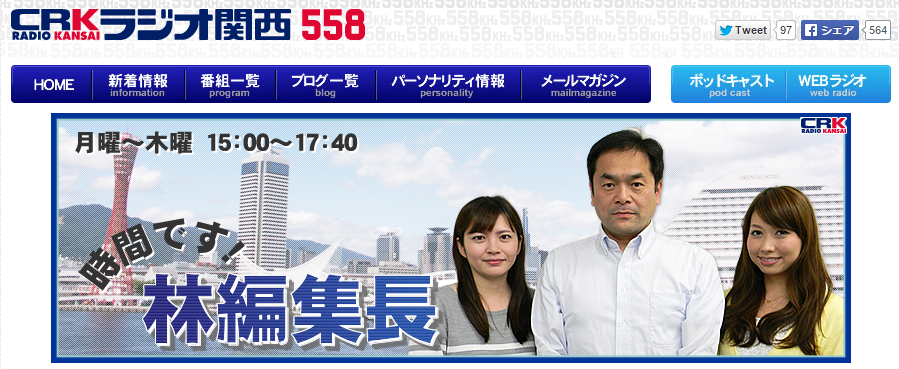 CRK ラジオ関西 558
RADIO KANSAI
Tweet 97 シェア 564
HOME 新着情報 番組一覧 ブログ一覧 パーソナリティ情報 メールマガジン ポッドキャスト WEBラジオ
information program blog personality mailmagazine pod cast web radio
CRK
RADIO KANSAI
月曜～木曜 15:00～17:40
ORIENTAL HOTEL
時間です!
林編集長